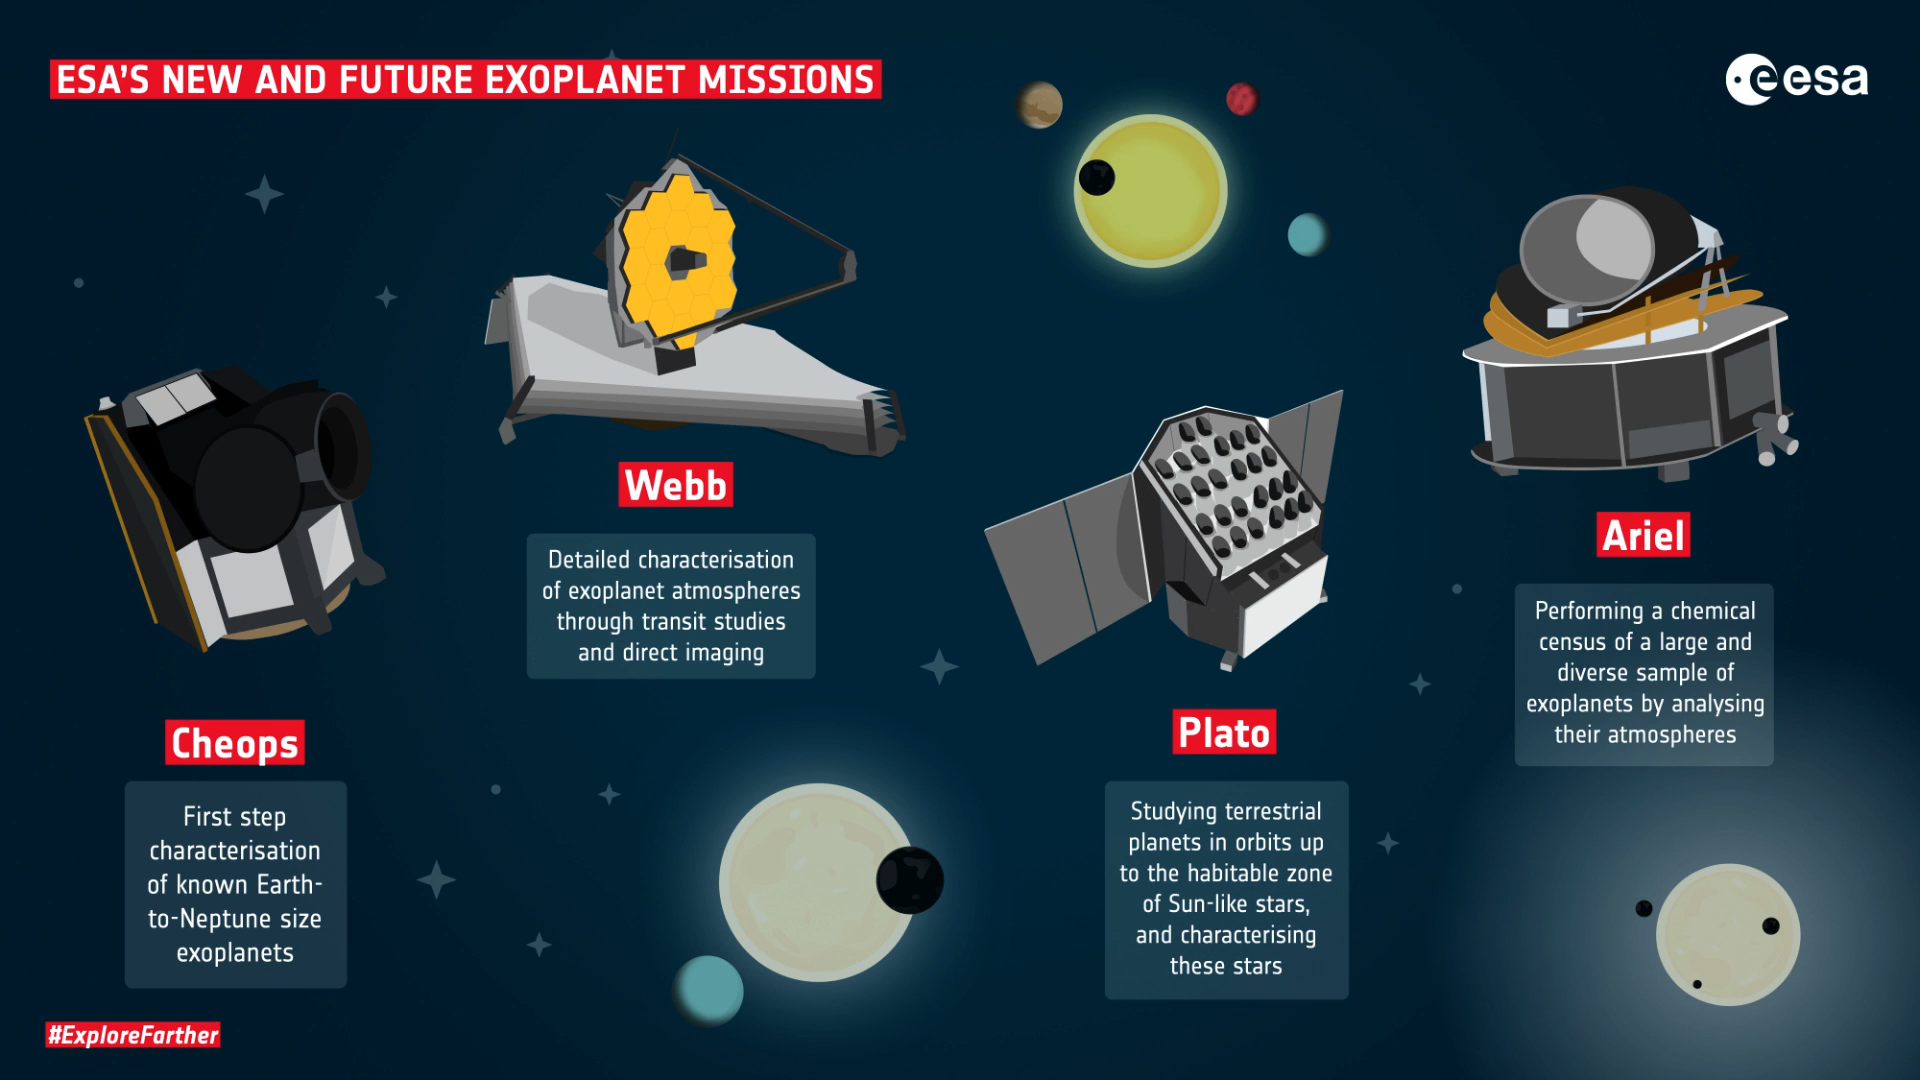 ESA'S NEW AND FUTURE EXOPLANET MISSIONS
esa
Webb
Detailed characterisation
of exoplanet atmospheres
through transit studies
and direct imaging
Ariel
Performing a chemical
census of a large and
diverse sample of
exoplanets by analysing
their atmospheres
Cheops
First step
characterisation
of known Earth-
to-Neptune size
exoplanets
Plato
Studying terrestrial
planets in orbits up
to the habitable zone
of Sun-like stars,
and characterising
these stars
#ExploreFarther